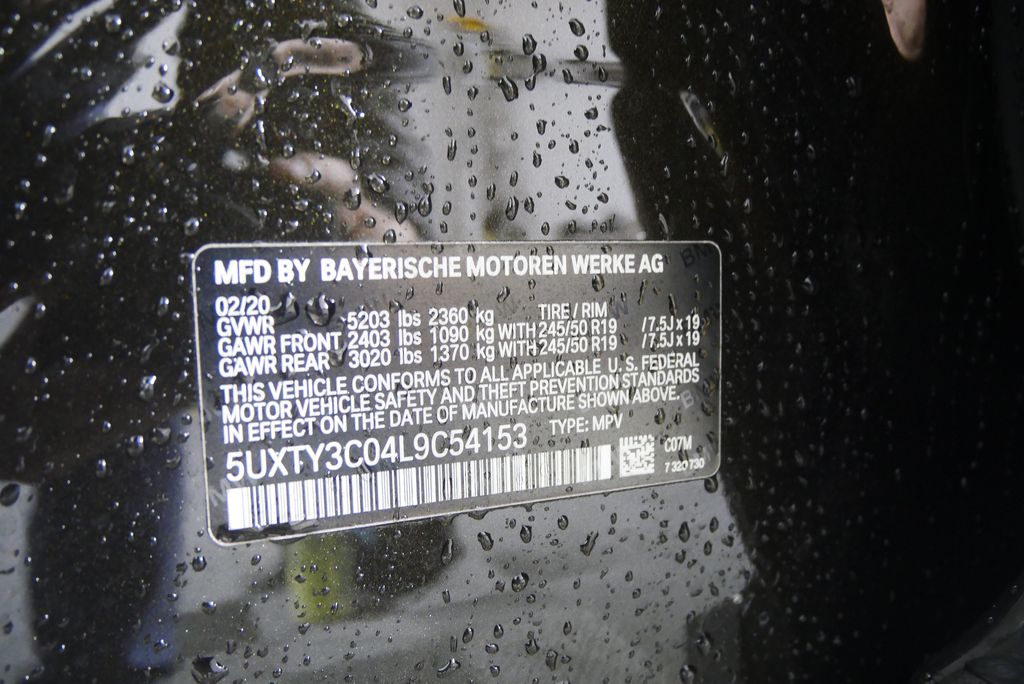 MFD BY BAYERISCHE MOTOREN WERKE AG
02/20 TIRE / RIM
GVWR 5203 lbs 2360 kg
GAWR FRONT 2403 lbs 1090 kg WITH 245/50 R19 /7.5J x 19
GAWR REAR 3020 lbs 1370 kg WITH 245/50 R19 /7.5J x 19
THIS VEHICLE CONFORMS TO ALL APPLICABLE U.S. FEDERAL
MOTOR VEHICLE SAFETY AND THEFT PREVENTION STANDARDS
IN EFFECT ON THE DATE OF MANUFACTURE SHOWN ABOVE.
5UXTY3C04L9C54153 TYPE: MPV
C07M
7 320 730